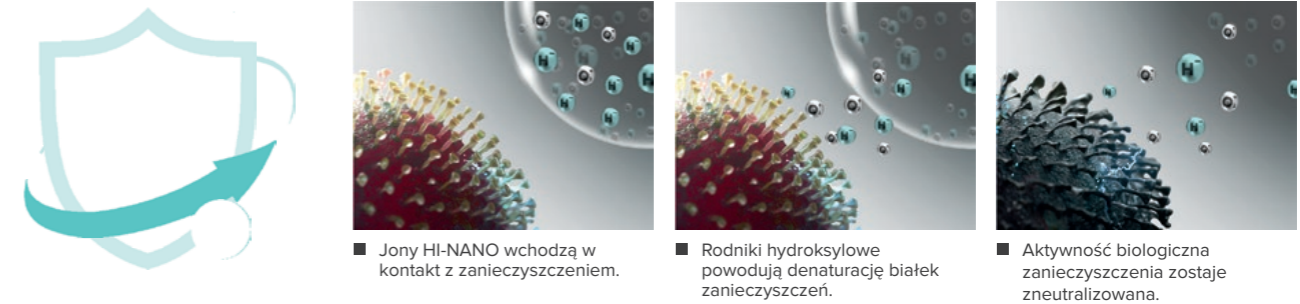 Jony HI-NANO wchodzą w
kontakt z zanieczyszczeniem.
Rodniki hydroksylowe
powodują denaturację białek
zanieczyszczeń.
Aktywność biologiczna
zanieczyszczenia zostaje
zneutralizowana.